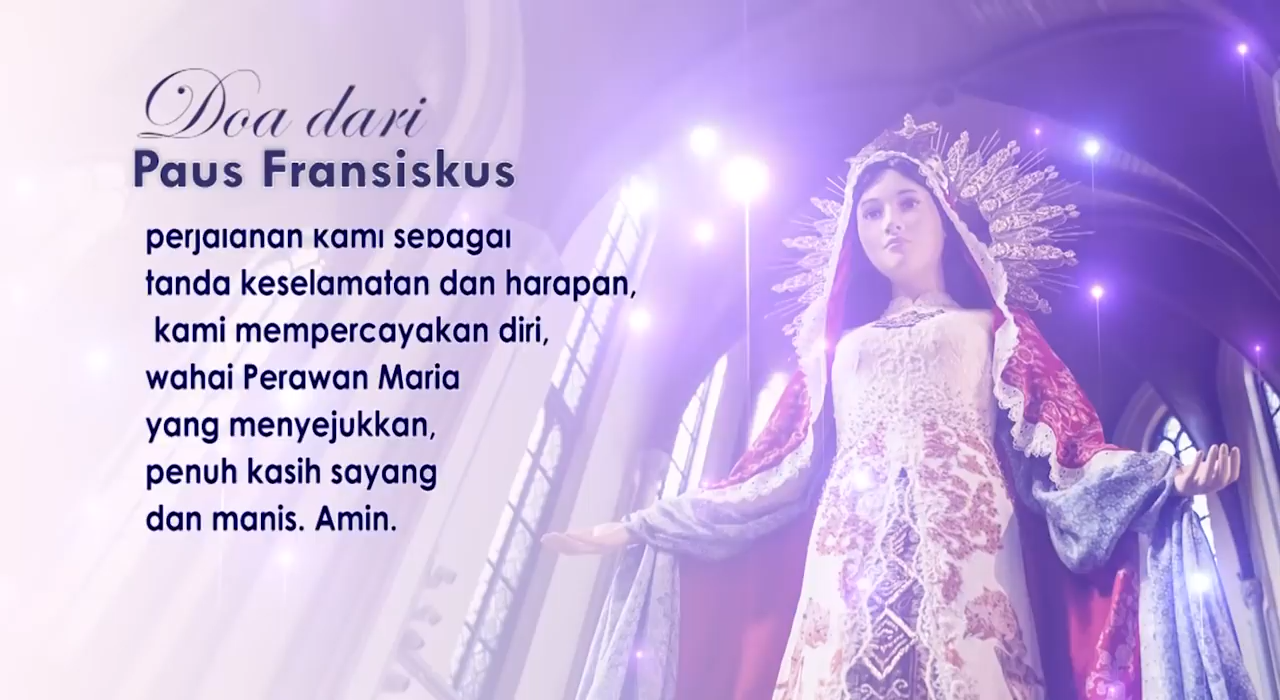 Doa dari
Paus Fransiskus
perjalanan kami sebagai
tanda keselamatan dan harapan,
kami mempercayakan diri,
wahai Perawan Maria
yang menyejukkan,
penuh kasih sayang
dan manis. Amin.